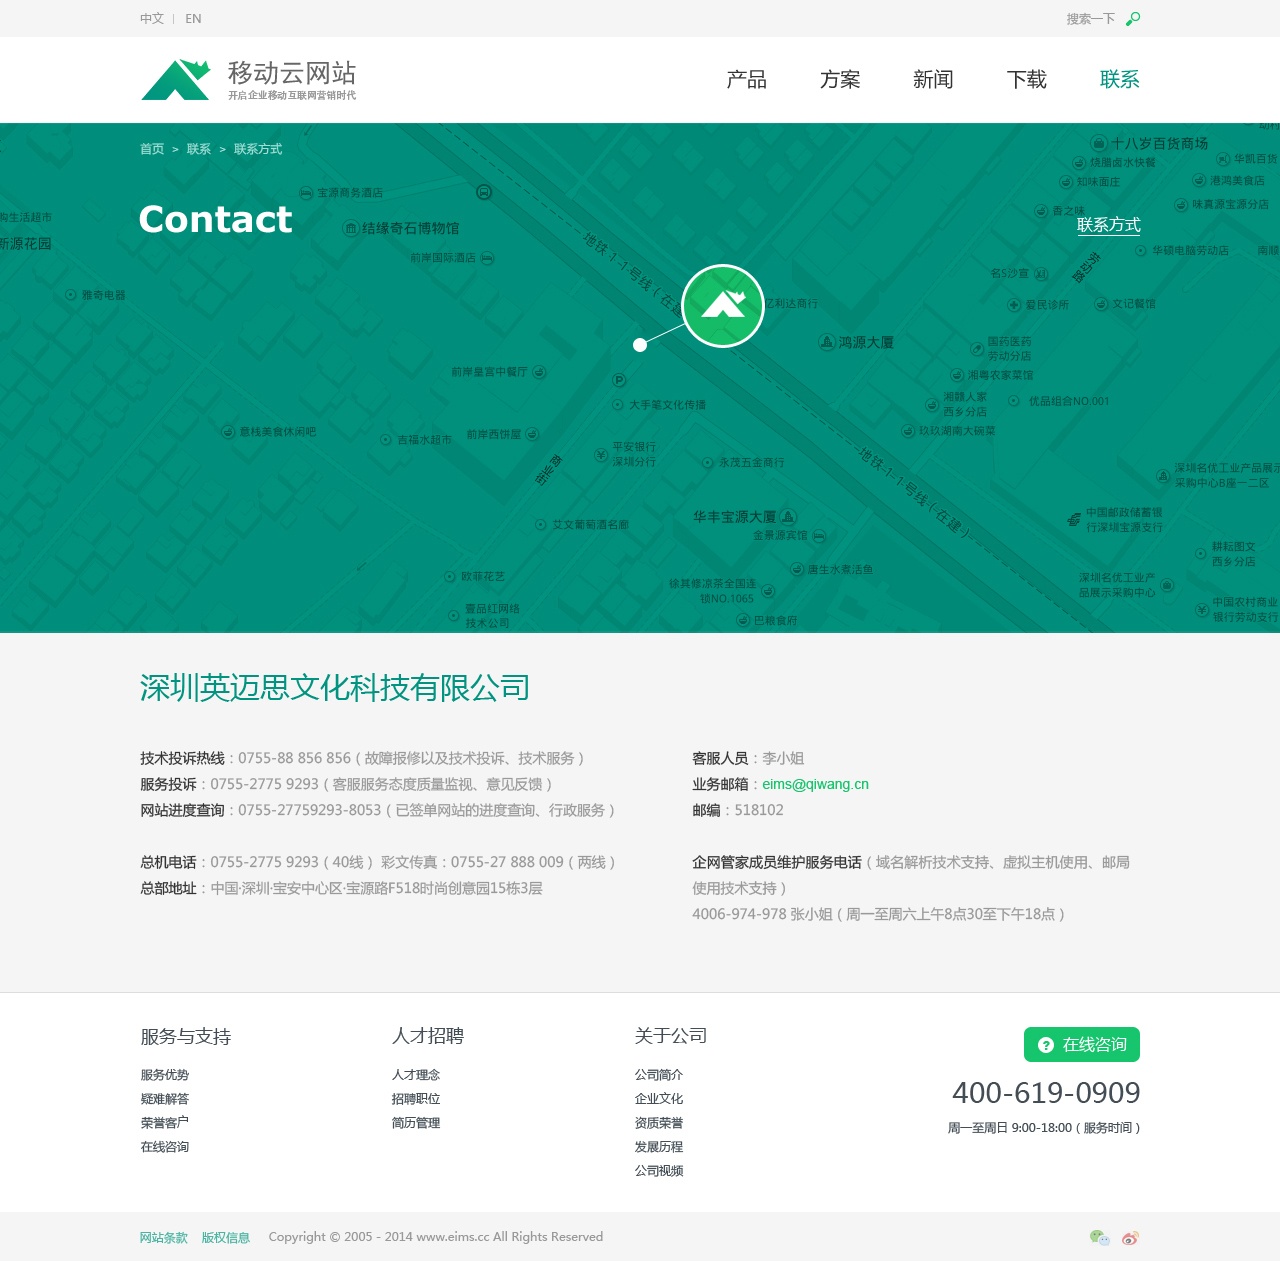 中文 | EN
搜索一下
移动云网站
开启企业移动互联网营销时代
产品 方案 新闻 下载 联系
首页 > 联系 > 联系方式
Contact
联系方式
十八岁百货商场
烧腊卤水快餐
华凯百货
知味面庄
港鸿美食店
宝源商务酒店
味真源宝源分店
购生活超市
香之味
结缘奇石博物馆
新源花园
地铁·1·1号线(在建
劳动路
华硕电脑劳动店
前岸国际酒店
名S沙宣
雅奇电器
亿利达商行
爱民诊所
文记餐馆
鸿源大厦
国药医药
劳动分店
前岸皇宫中餐厅
湘粤农家菜馆
湘赣人家
西乡分店
优品组合NO.001
大手笔文化传播
意栈美食休闲吧
吉福水超市
前岸西饼屋
玖玖湖南大碗菜
平安银行
深圳分行
永茂五金商行
地铁·1·1号线(在建)
商业街
深圳名优工业产品展示
采购中心B座一二区
华丰宝源大厦
中国邮政储蓄银
行深圳宝源支行
艾文葡萄酒名廊
金景源宾馆
耕耘图文
西乡分店
唐生水煮活鱼
欧菲花艺
徐其修凉茶全国连
锁NO.1065
深圳名优工业产
品展示采购中心
壹品红网络
技术公司
巴粮食府
中国农村商业
银行劳动支行
深圳英迈思文化科技有限公司
技术投诉热线：0755-88 856 856（故障报修以及技术投诉、技术服务）
服务投诉：0755-2775 9293（客服服务态度质量监视、意见反馈）
网站进度查询：0755-27759293-8053（已签单网站的进度查询、行政服务）
总机电话：0755-2775 9293（40线） 彩文传真：0755-27 888 009（两线）
总部地址：中国·深圳·宝安中心区·宝源路F518时尚创意园15栋3层
客服人员：李小姐
业务邮箱：eims@qiwang.cn
邮编：518102
企网管家成员维护服务电话（域名解析技术支持、虚拟主机使用、邮局
使用技术支持）
4006-974-978 张小姐（周一至周六上午8点30至下午18点）
服务与支持
服务优势
疑难解答
荣誉客户
在线咨询
人才招聘
人才理念
招聘职位
简历管理
关于公司
公司简介
企业文化
资质荣誉
发展历程
公司视频
在线咨询
400-619-0909
周一至周日 9:00-18:00（服务时间）
网站条款 版权信息 Copyright © 2005 - 2014 www.eims.cc All Rights Reserved